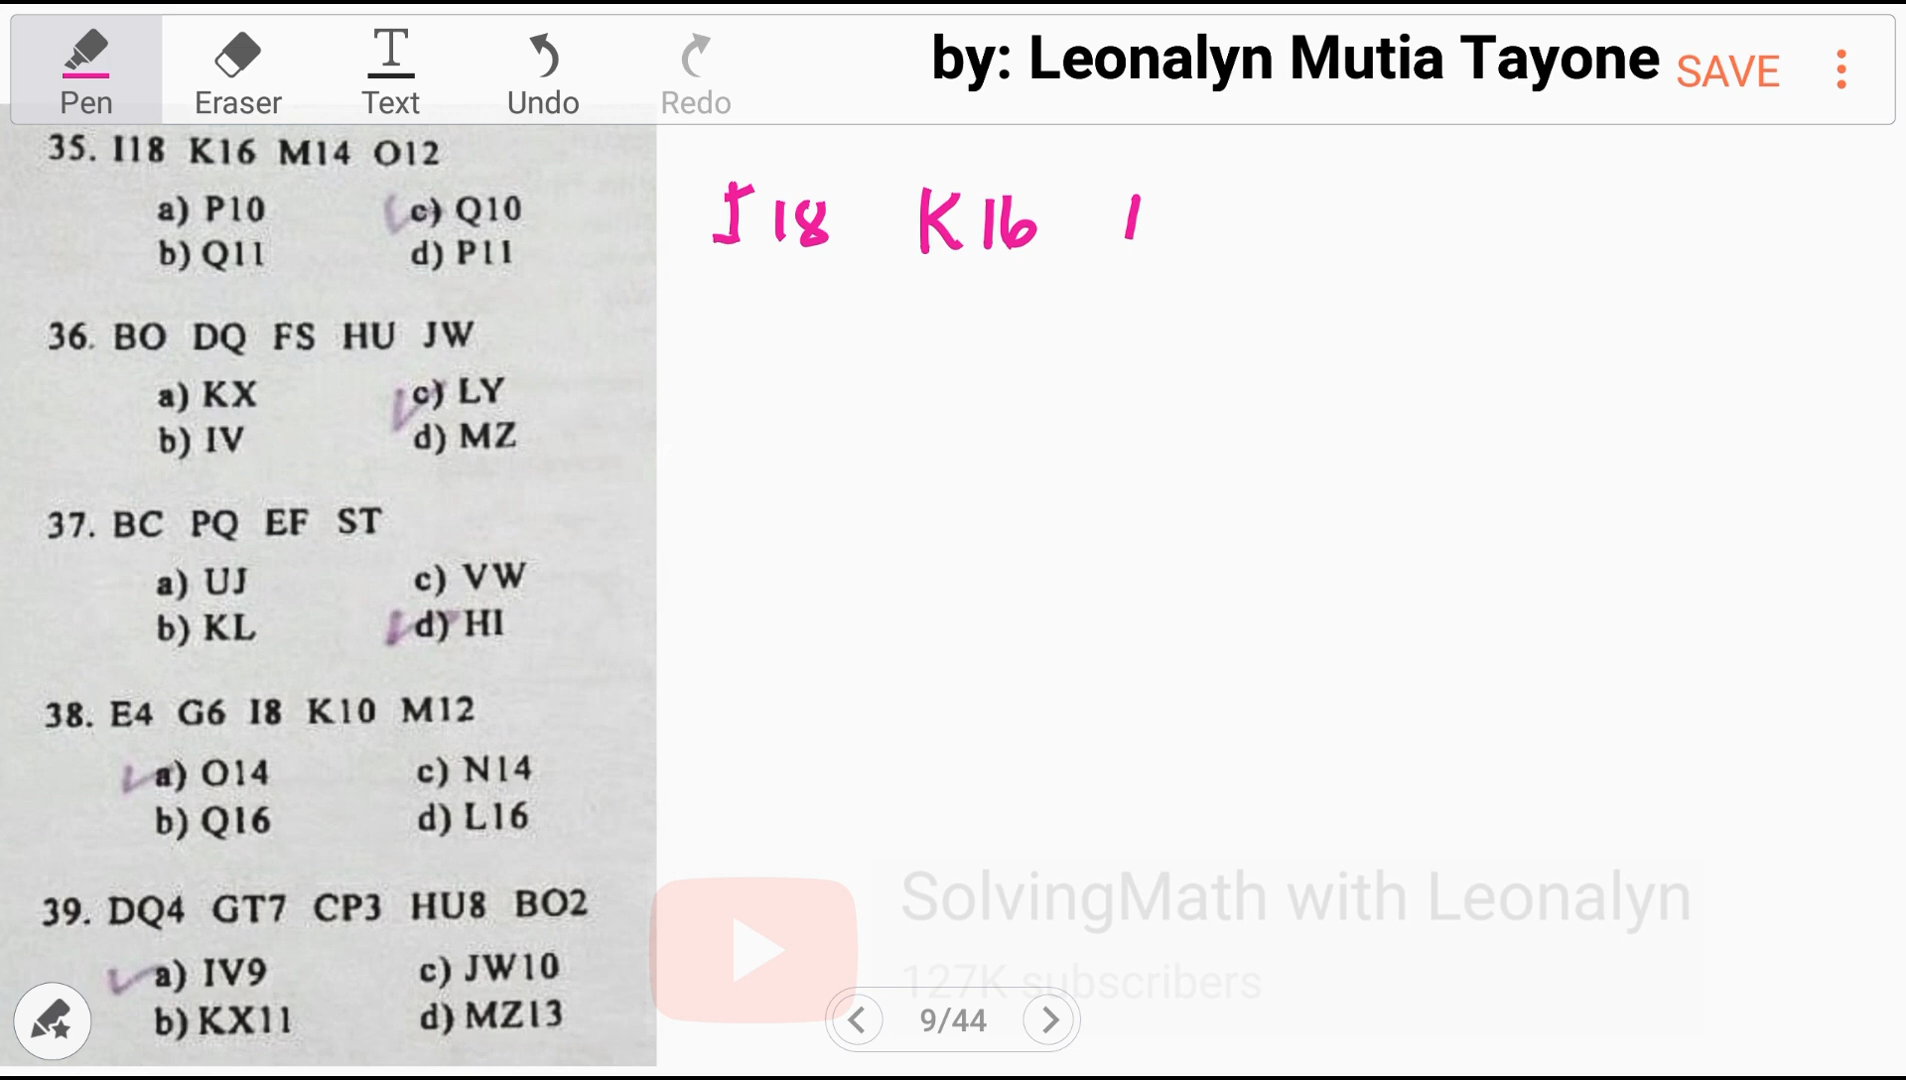 Pen Eraser Text Undo Redo
by: Leonalyn Mutia Tayone SAVE
35. I18 K16 M14 O12
a) P10 c) Q10
b) Q11 d) P11
36. BO DQ FS HU JW
a) KX c) LY
b) IV d) MZ
37. BC PQ EF ST
a) UJ c) VW
b) KL d) HI
38. E4 G6 I8 K10 M12
a) O14 c) N14
b) Q16 d) L16
39. DQ4 GT7 CP3 HU8 BO2
a) IV9 c) JW10
b) KX11 d) MZ13
I 18 K 16
SolvingMath with Leonalyn
127K subscribers
9/44